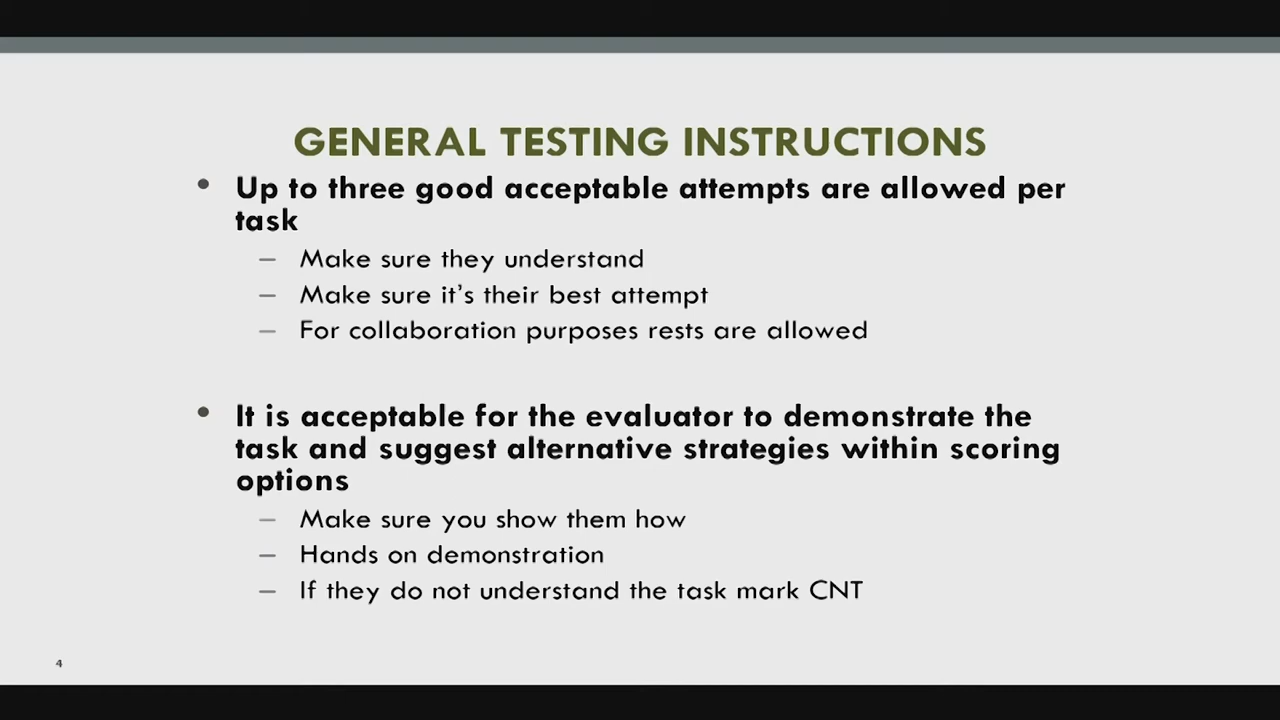 GENERAL TESTING INSTRUCTIONS
• Up to three good acceptable attempts are allowed per
task
– Make sure they understand
– Make sure it’s their best attempt
– For collaboration purposes rests are allowed
• It is acceptable for the evaluator to demonstrate the
task and suggest alternative strategies within scoring
options
– Make sure you show them how
– Hands on demonstration
– If they do not understand the task mark CNT
4